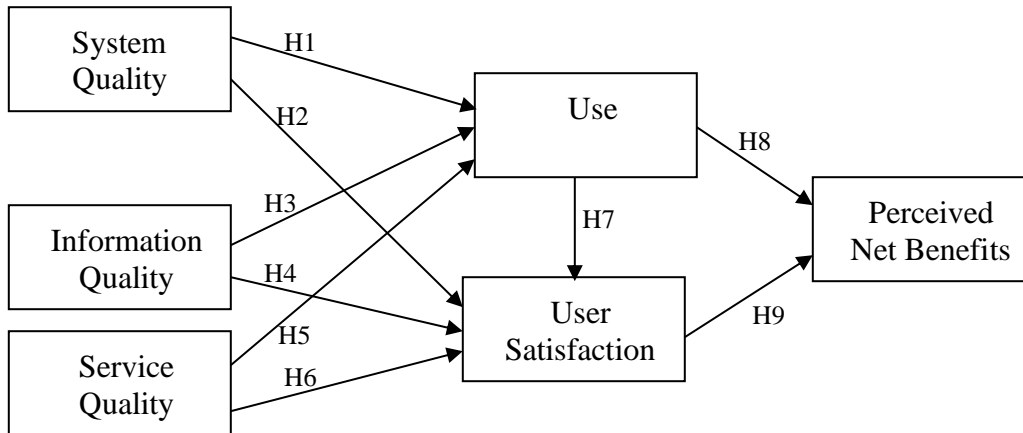 System
Quality
H1
H2
Use
H8
H3
Information
Quality
H4
H7
Perceived
Net Benefits
H5
User
Satisfaction
H9
Service
Quality
H6